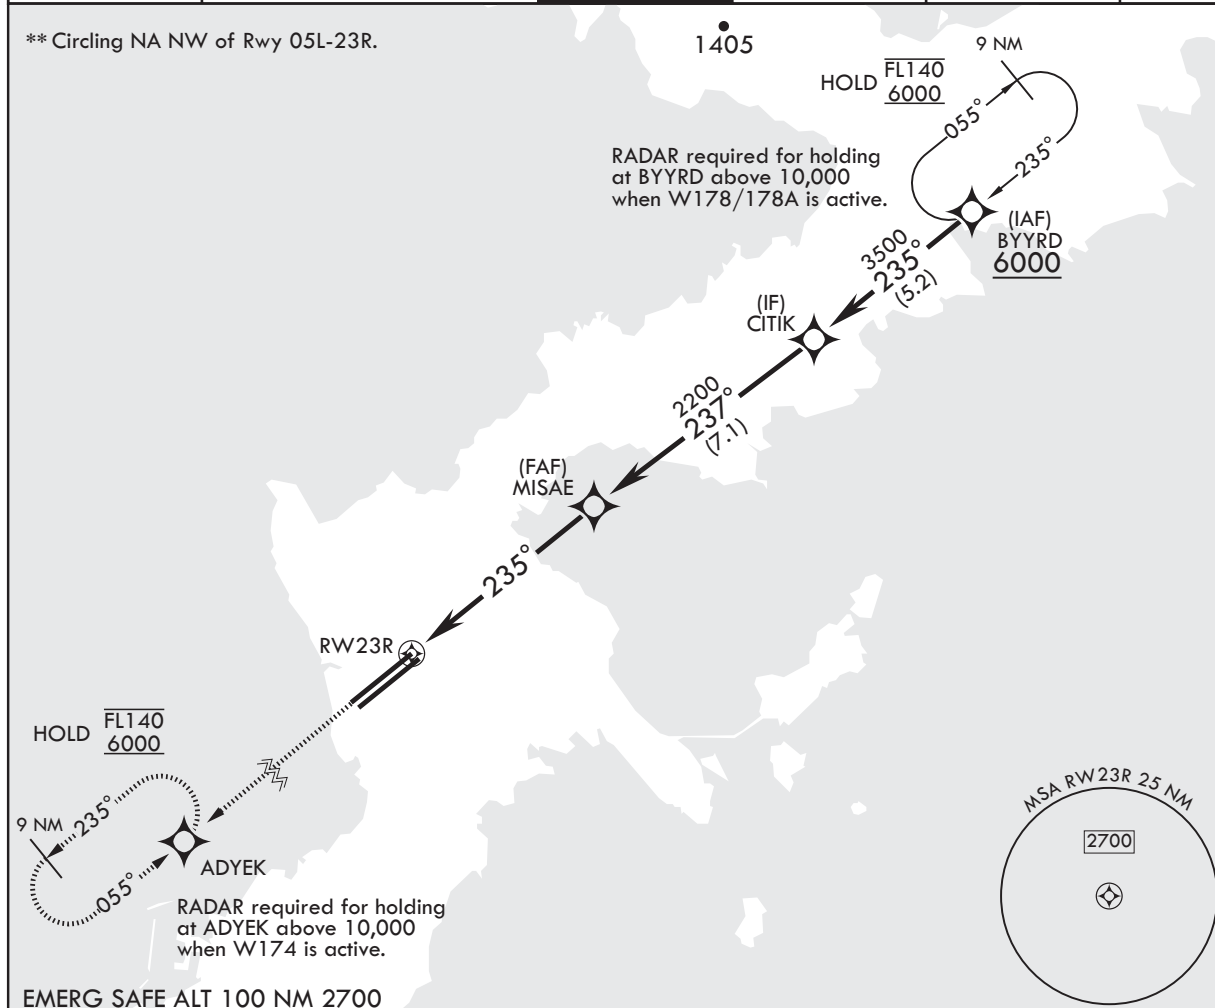 ** Circling NA NW of Rwy 05L-23R.
1405
9 NM
HOLD FL140
6000
055°
235°
RADAR required for holding
at BYYRD above 10,000
when W178/178A is active.
(IAF)
BYYRD
6000
3500
235°
(5.2)
(IF)
CITIK
2200
237°
(7.1)
(FAF)
MISAE
235°
RW23R
HOLD FL140
6000
9 NM
235°
055°
ADYEK
RADAR required for holding
at ADYEK above 10,000
when W174 is active.
MSA RW23R 25 NM
2700
EMERG SAFE ALT 100 NM 2700